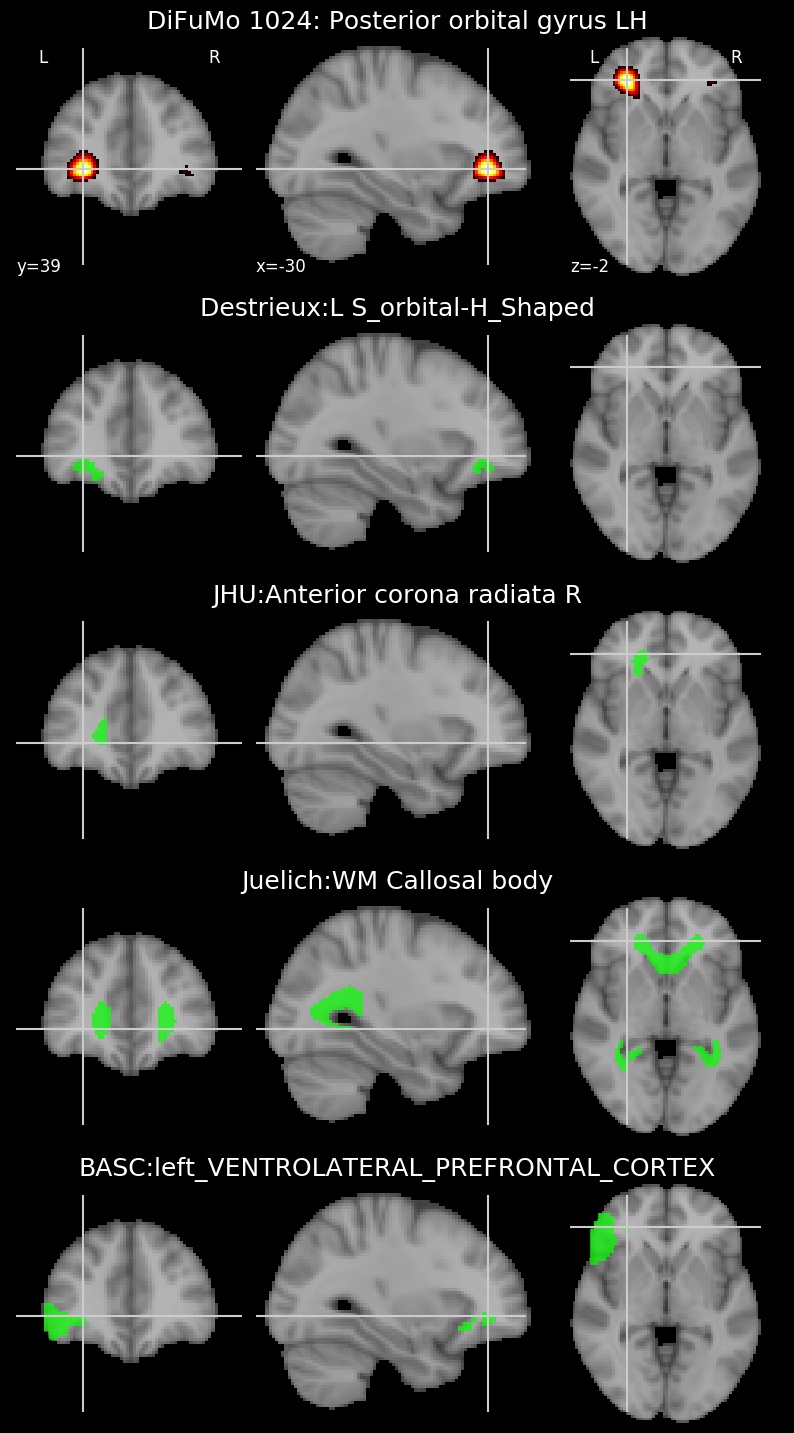 DiFuMo 1024: Posterior orbital gyrus LH
L R L R
y=39 x=-30 z=-2
Destrieux:L S_orbital-H_Shaped
JHU:Anterior corona radiata R
Juelich:WM Callosal body
BASC:left_VENTROLATERAL_PREFRONTAL_CORTEX